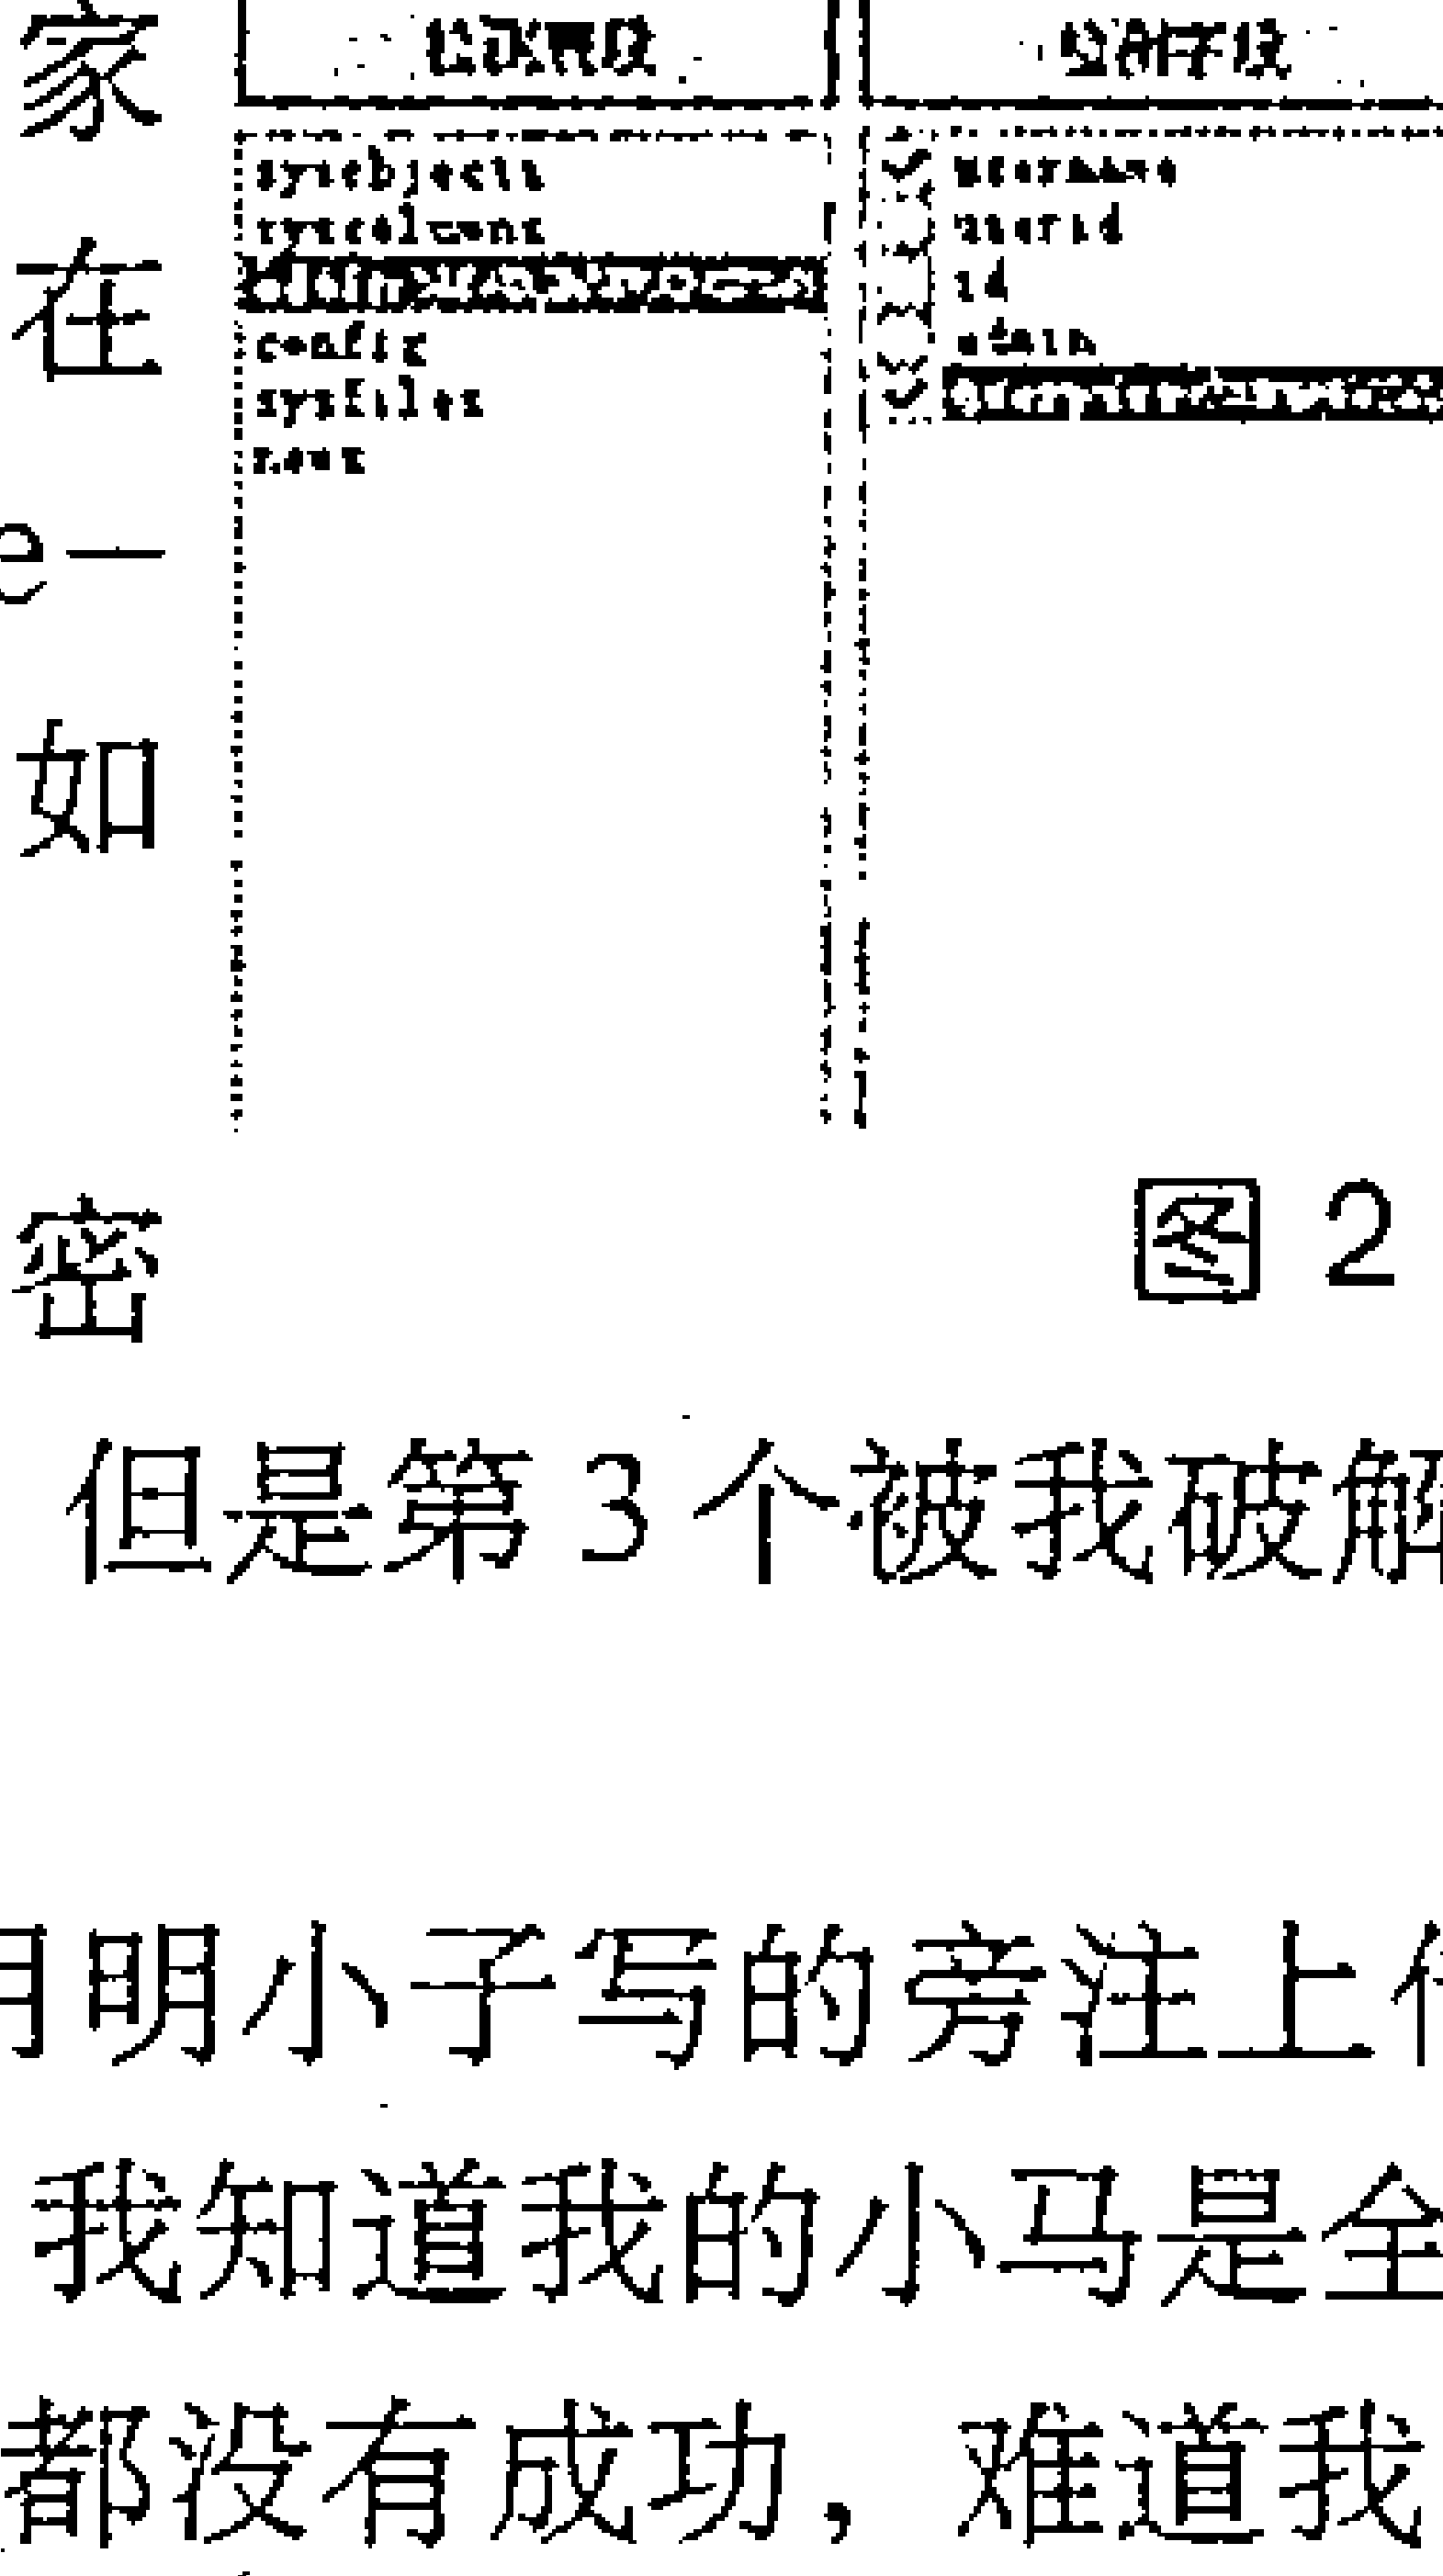 家
sysobjects username
syscolumns userid
在 id
config
sysfiles
news
e一
如
图 2
密
但是第 3 个被我破解
明小子写的旁注上传
我知道我的小马是全
都没有成功，难道我